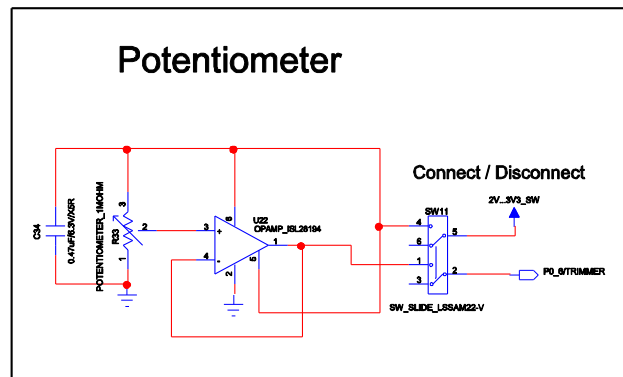 Potentiometer
Connect / Disconnect
2V...3V3_SW
SW11
4
5
6
1
2
3
P0_6/TRIMMER
SW_SLIDE_LSSAM22-V
U22
OPAMP_ISL28194
3
+
4
-
6
1
5
2
C34
0.47uF/6.3V/X5R
POTENTIOMETER_1MOHM
R33
3
2
1